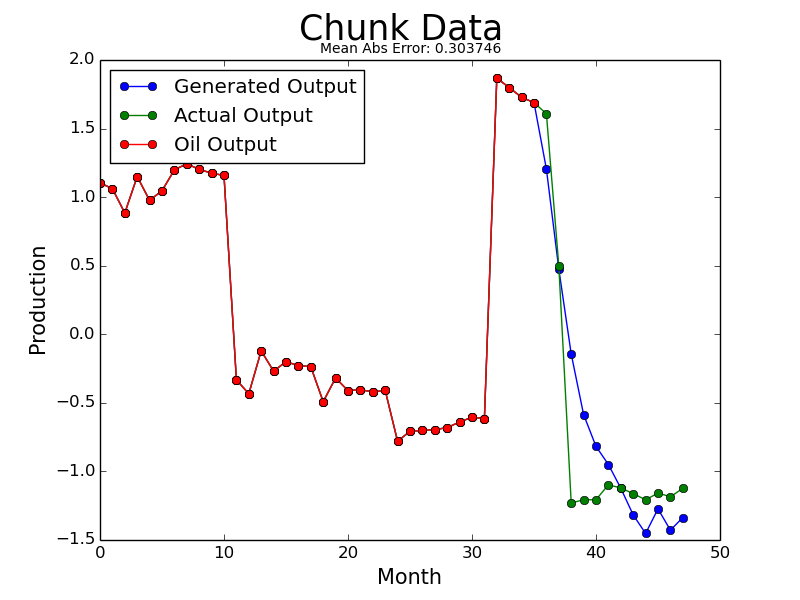 Chunk Data
Mean Abs Error: 0.303746
Generated Output
Actual Output
Oil Output
2.0
1.5
1.0
0.5
0.0
−0.5
−1.0
−1.5
Production
0 10 20 30 40 50
Month